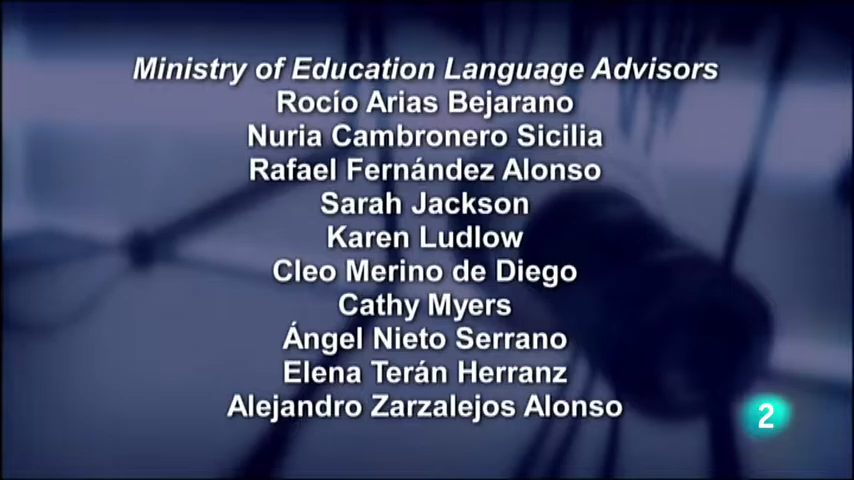 Ministry of Education Language Advisors
Rocío Arias Bejarano
Nuria Cambronero Sicilia
Rafael Fernández Alonso
Sarah Jackson
Karen Ludlow
Cleo Merino de Diego
Cathy Myers
Ángel Nieto Serrano
Elena Terán Herranz
Alejandro Zarzalejos Alonso
2